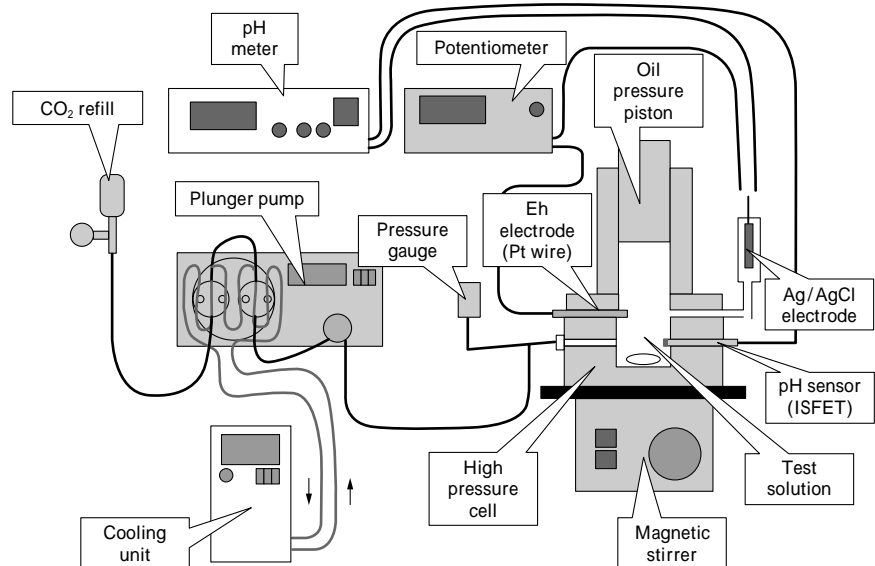 pH
meter
Potentiometer
Oil
pressure
piston
CO₂ refill
Plunger pump
Eh
electrode
(Pt wire)
Pressure
gauge
Ag/AgCl
electrode
pH sensor
(ISFET)
High
pressure
cell
Test
solution
Cooling
unit
Magnetic
stirrer